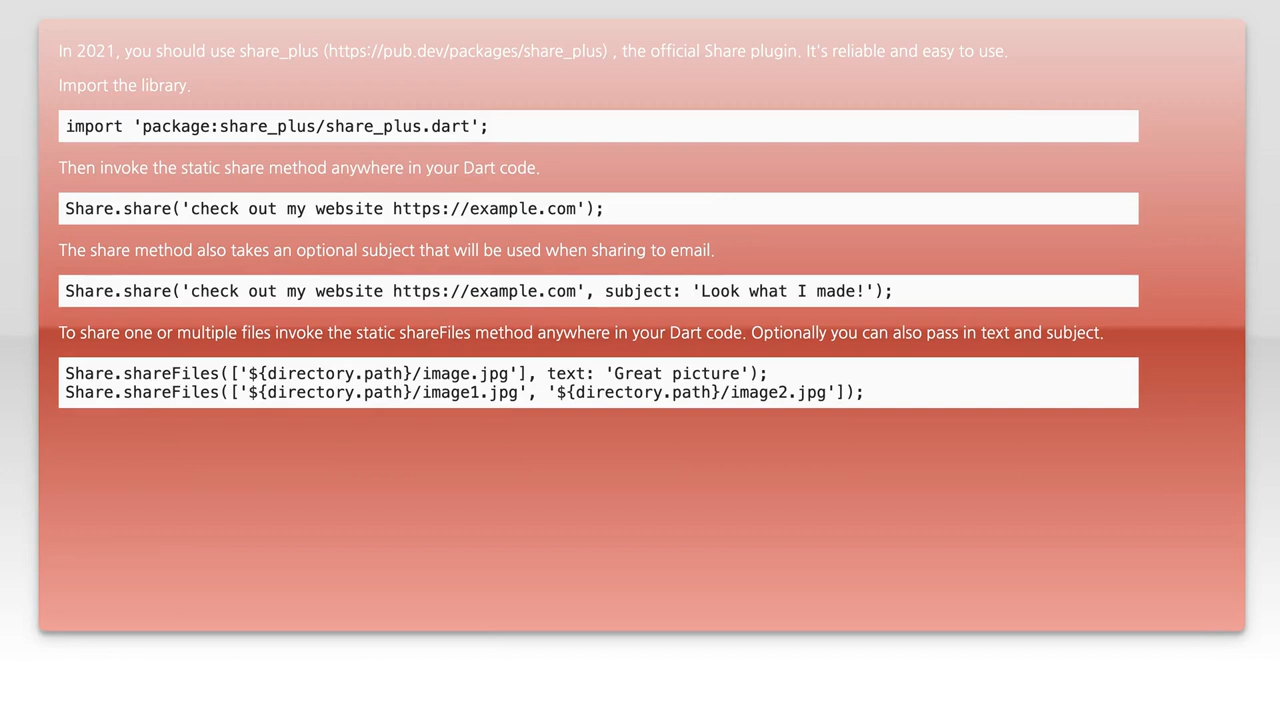 In 2021, you should use share_plus (https://pub.dev/packages/share_plus) , the official Share plugin. It's reliable and easy to use.
Import the library.
import 'package:share_plus/share_plus.dart';
Then invoke the static share method anywhere in your Dart code.
Share.share('check out my website https://example.com');
The share method also takes an optional subject that will be used when sharing to email.
Share.share('check out my website https://example.com', subject: 'Look what I made!');
To share one or multiple files invoke the static shareFiles method anywhere in your Dart code. Optionally you can also pass in text and subject.
Share.shareFiles(['${directory.path}/image.jpg'], text: 'Great picture');
Share.shareFiles(['${directory.path}/image1.jpg', '${directory.path}/image2.jpg']);